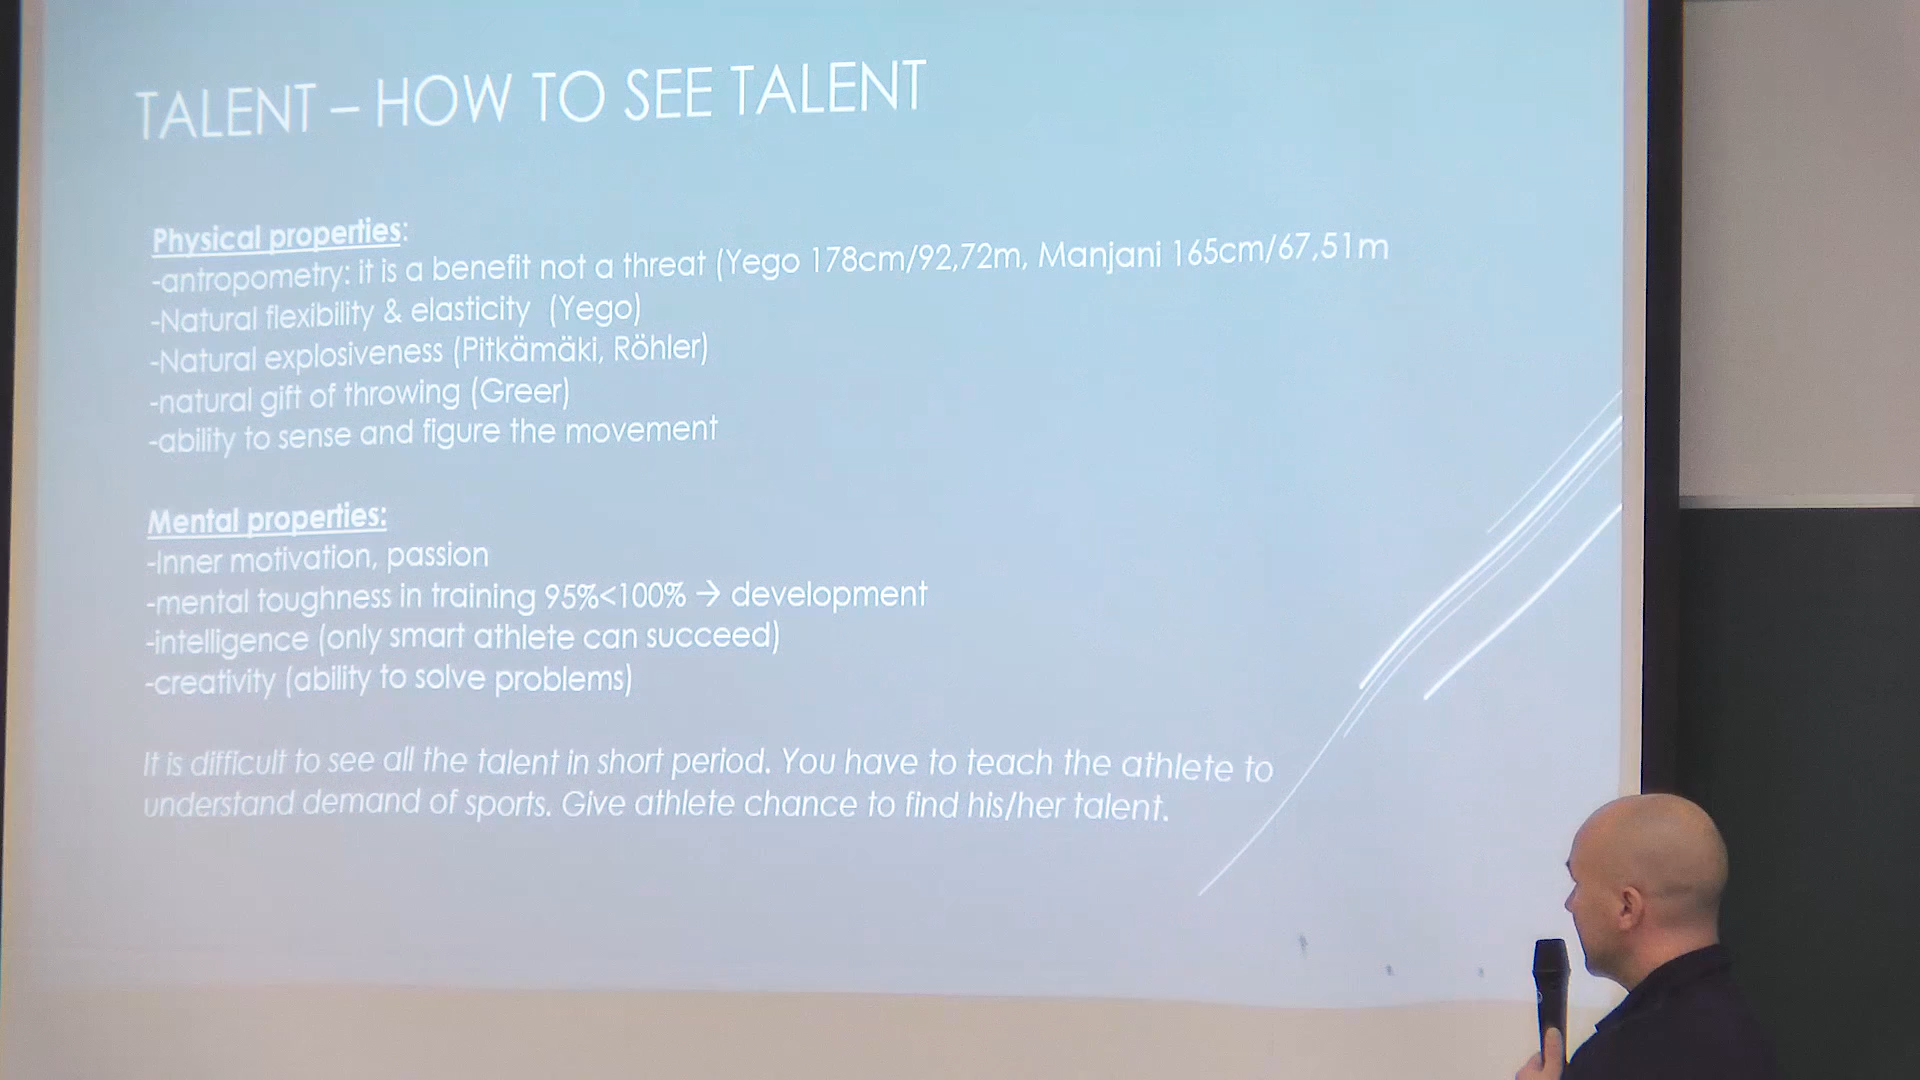 TALENT – HOW TO SEE TALENT
Physical properties:
-antropometry: it is a benefit not a threat (Yego 178cm/92,72m, Manjani 165cm/67,51m
-Natural flexibility & elasticity (Yego)
-Natural explosiveness (Pitkämäki, Röhler)
-natural gift of throwing (Greer)
-ability to sense and figure the movement
Mental properties:
-Inner motivation, passion
-mental toughness in training 95%<100% → development
-intelligence (only smart athlete can succeed)
-creativity (ability to solve problems)
It is difficult to see all the talent in short period. You have to teach the athlete to
understand demand of sports. Give athlete chance to find his/her talent.